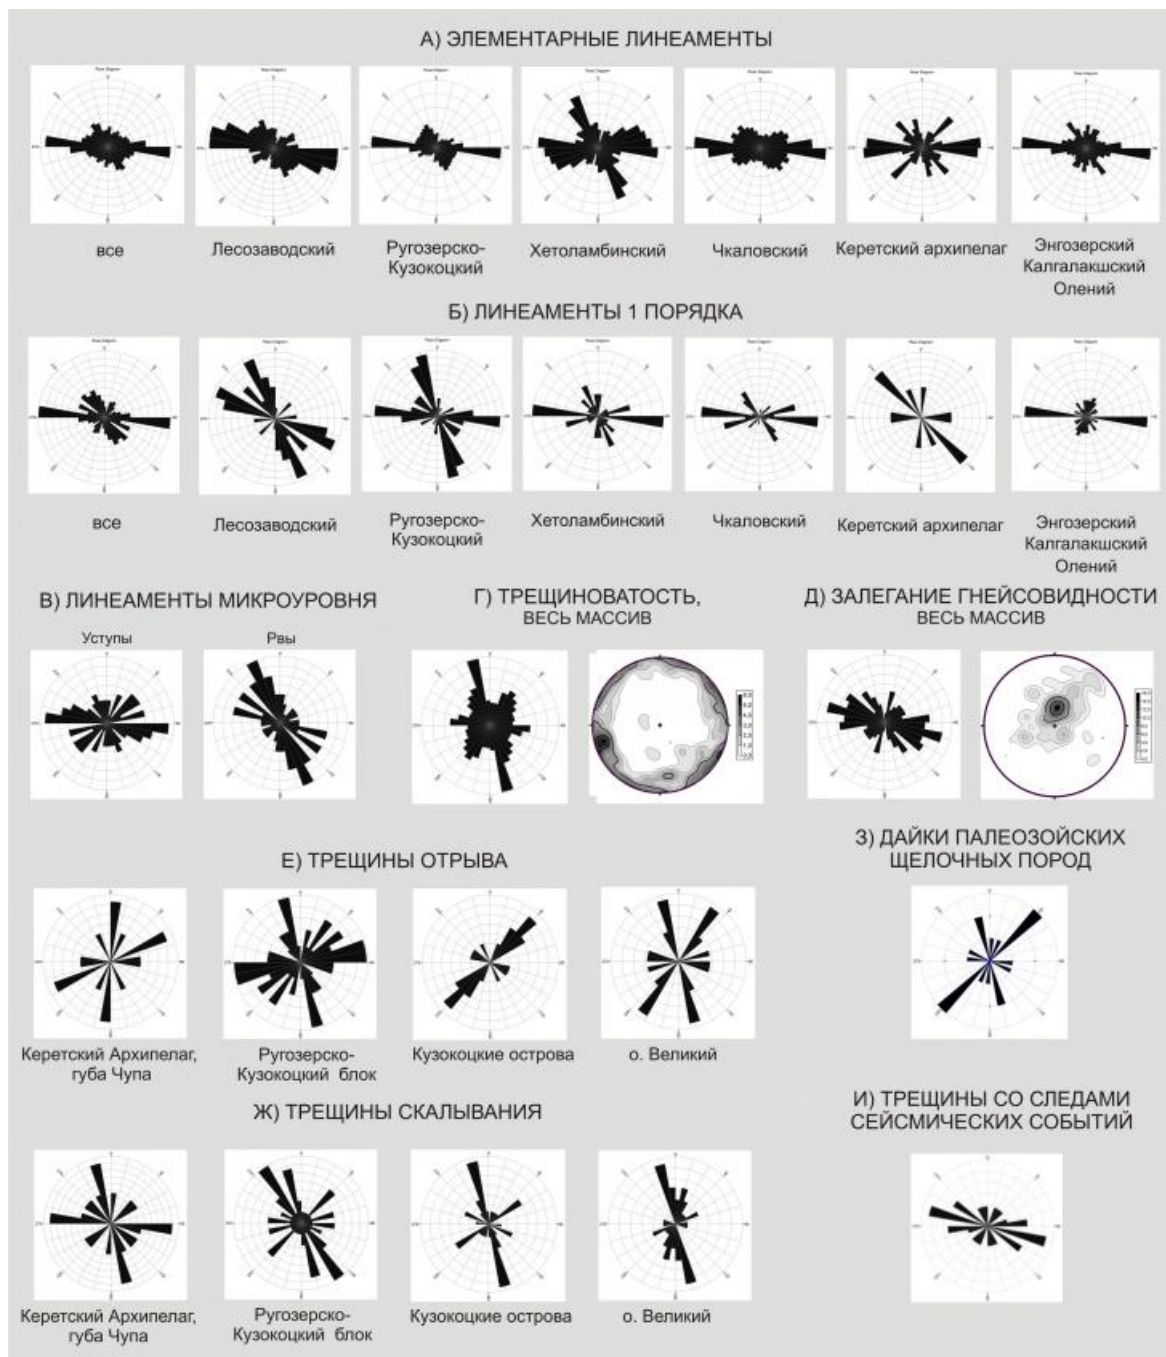 А) ЭЛЕМЕНТАРНЫЕ ЛИНЕАМЕНТЫ
все
Лесозаводский
Ругозерско-
Кузокоцкий
Хетоламбинский
Чкаловский
Керетский архипелаг
Энгозерский
Калгалакшский
Олений
Б) ЛИНЕАМЕНТЫ 1 ПОРЯДКА
все
Лесозаводский
Ругозерско-
Кузокоцкий
Хетоламбинский
Чкаловский
Керетский архипелаг
Энгозерский
Калгалакшский
Олений
В) ЛИНЕАМЕНТЫ МИКРОУРОВНЯ
Уступы
Рвы
Г) ТРЕЩИНОВАТОСТЬ,
ВЕСЬ МАССИВ
Д) ЗАЛЕГАНИЕ ГНЕЙСОВИДНОСТИ
ВЕСЬ МАССИВ
Е) ТРЕЩИНЫ ОТРЫВА
Керетский Архипелаг,
губа Чупа
Ругозерско-
Кузокоцкий блок
Кузокоцкие острова
о. Великий
З) ДАЙКИ ПАЛЕОЗОЙСКИХ
ЩЕЛОЧНЫХ ПОРОД
Ж) ТРЕЩИНЫ СКАЛЫВАНИЯ
Керетский Архипелаг,
губа Чупа
Ругозерско-
Кузокоцкий блок
Кузокоцкие острова
о. Великий
И) ТРЕЩИНЫ СО СЛЕДАМИ
СЕЙСМИЧЕСКИХ СОБЫТИЙ